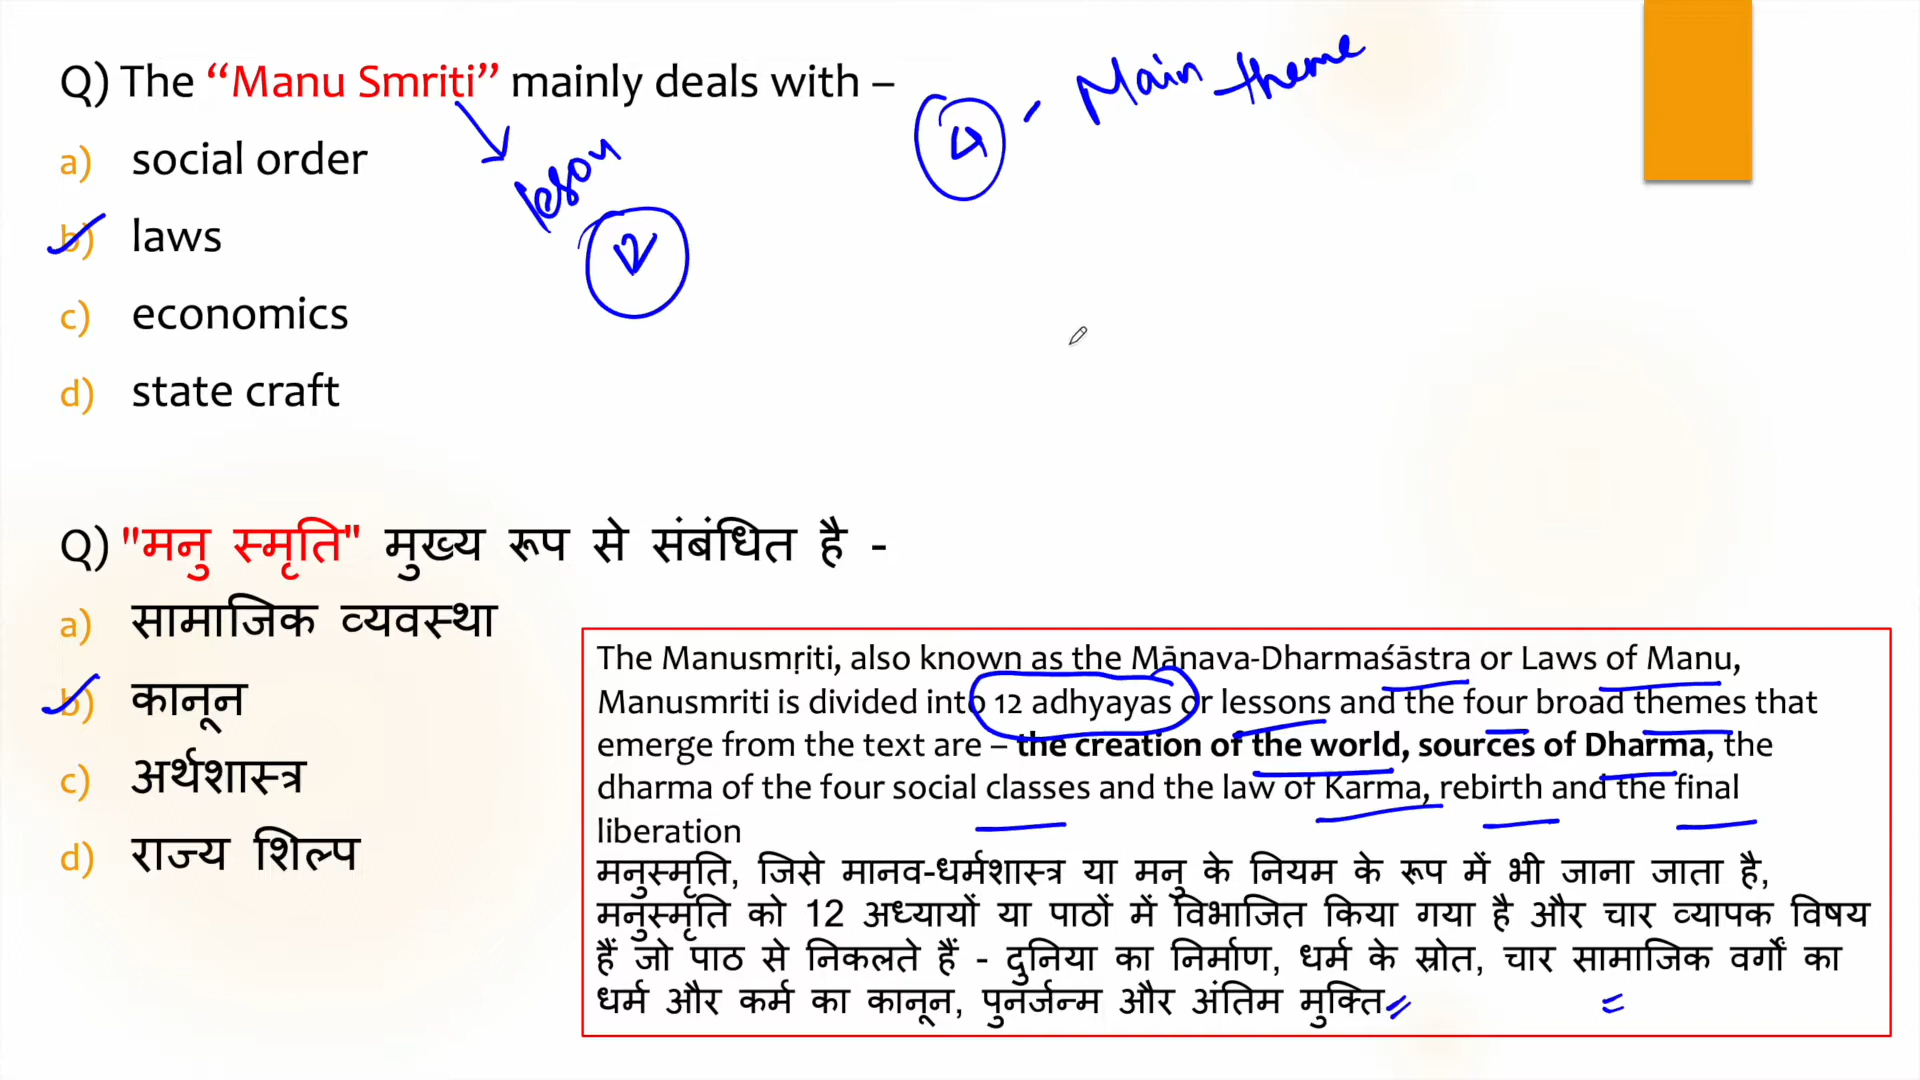 Q) The “Manu Smriti” mainly deals with –
a) social order
b) laws
c) economics
d) state craft
4 - Main theme
12
Q) "मनु स्मृति" मुख्य रूप से संबंधित है -
a) सामाजिक व्यवस्था
b) कानून
c) अर्थशास्त्र
d) राज्य शिल्प
The Manusmṛiti, also known as the Mānava-Dharmaśāstra or Laws of Manu,
Manusmriti is divided into 12 adhyayas or lessons and the four broad themes that
emerge from the text are – the creation of the world, sources of Dharma, the
dharma of the four social classes and the law of Karma, rebirth and the final
liberation
मनुस्मृति, जिसे मानव-धर्मशास्त्र या मनु के नियम के रूप में भी जाना जाता है,
मनुस्मृति को 12 अध्यायों या पाठों में विभाजित किया गया है और चार व्यापक विषय
हैं जो पाठ से निकलते हैं - दुनिया का निर्माण, धर्म के स्रोत, चार सामाजिक वर्गों का
धर्म और कर्म का कानून, पुनर्जन्म और अंतिम मुक्ति